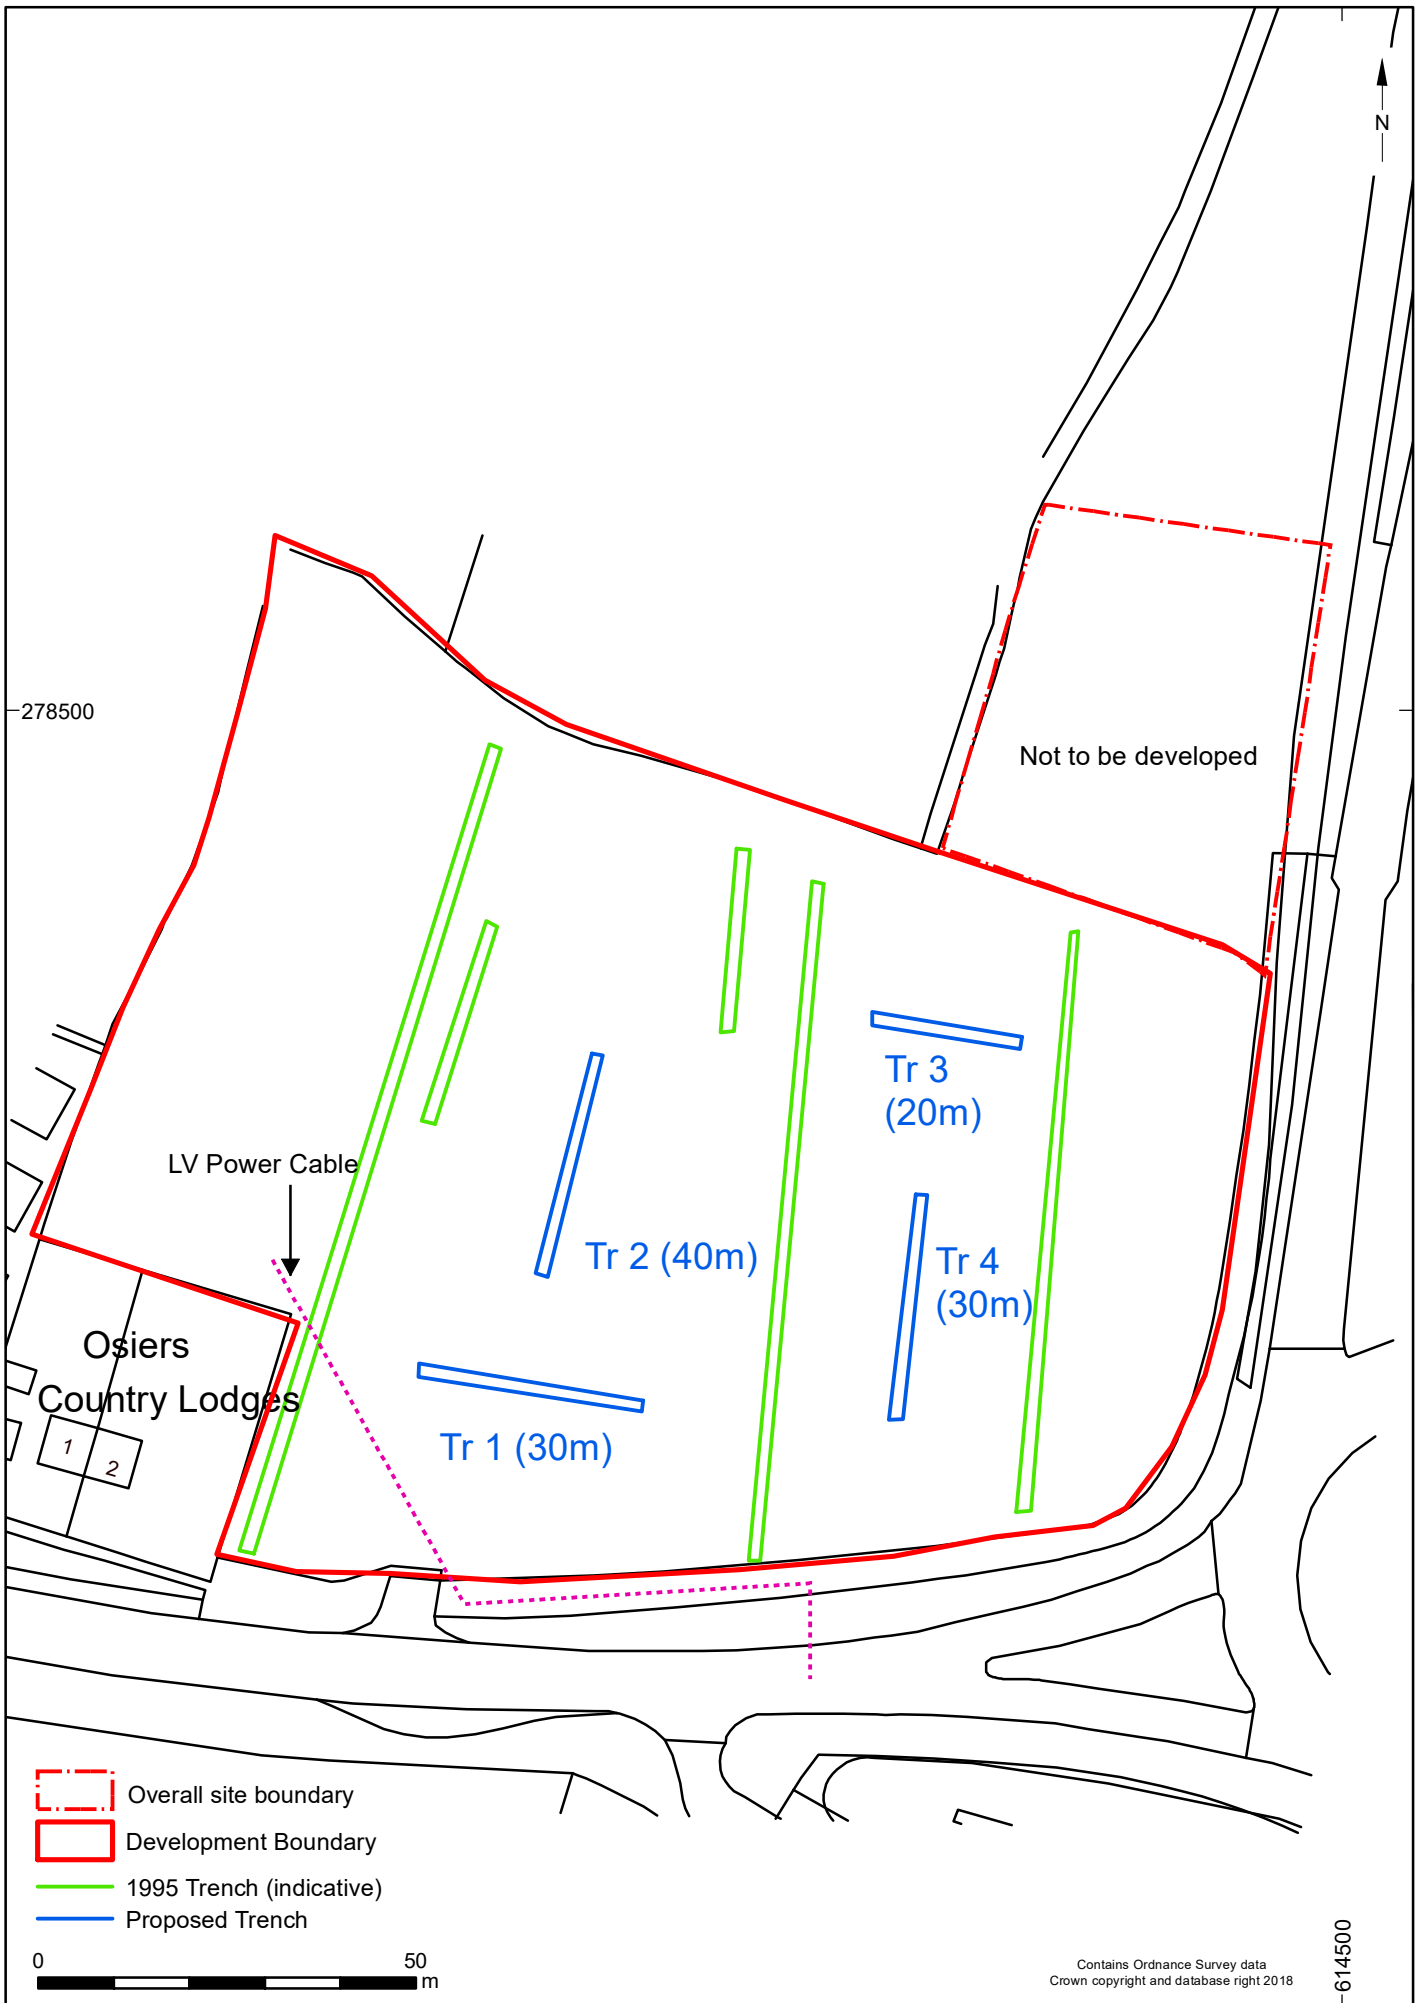 N
278500
Not to be developed
Tr 3
(20m)
LV Power Cable
Tr 2 (40m)
Tr 4
(30m)
Osiers
Country Lodges
1
2
Tr 1 (30m)
Overall site boundary
Development Boundary
1995 Trench (indicative)
Proposed Trench
0 50
m
Contains Ordnance Survey data
Crown copyright and database right 2018
614500